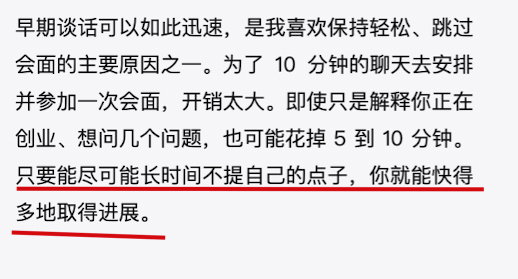 早期谈话可以如此迅速，是我喜欢保持轻松、跳过
会面的主要原因之一。为了 10 分钟的聊天去安排
并参加一次会面，开销太大。即使只是解释你正在
创业、想问几个问题，也可能花掉 5 到 10 分钟。
只要能尽可能长时间不提自己的点子，你就能快得
多地取得进展。